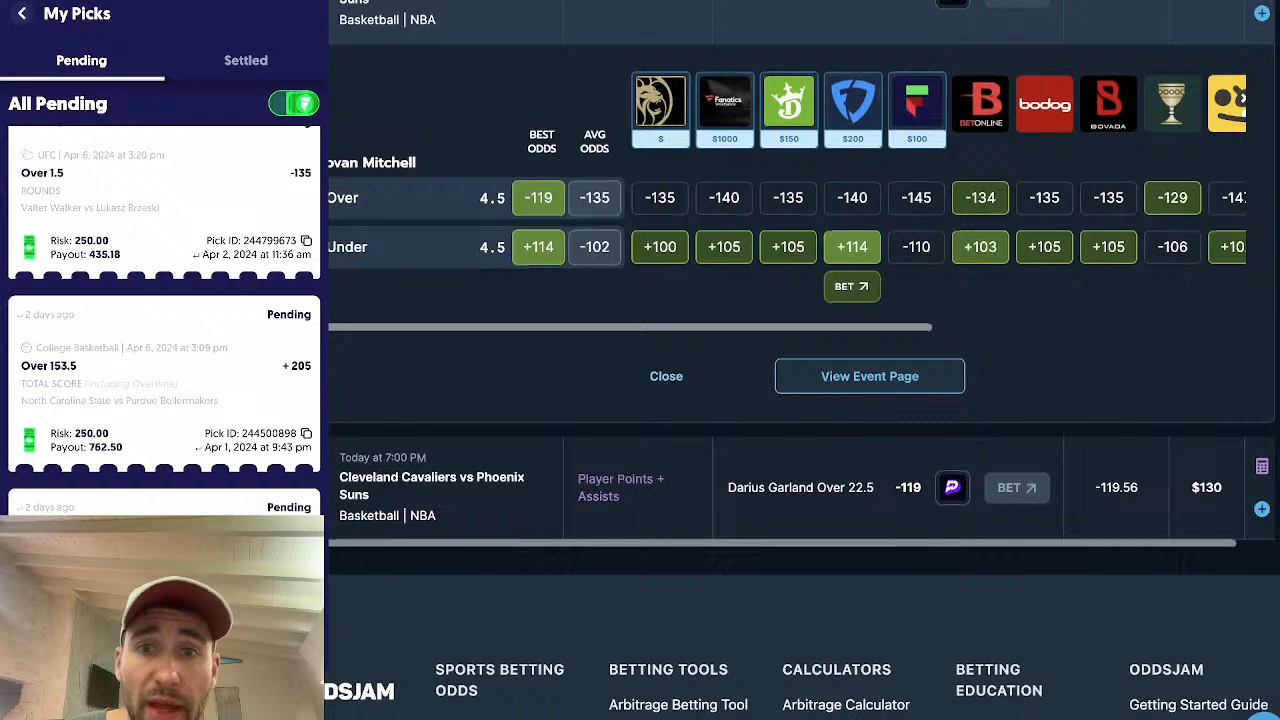 My Picks
Pending
Settled
All Pending
UFC | Apr 6, 2024 at 3:20 pm
Over 1.5
-135
ROUNDS
Valter Walker vs Lukasz Brzeski
Risk: 250.00
Pick ID: 244799673
Payout: 435.18
Apr 2, 2024 at 11:36 am
2 days ago
Pending
College Basketball | Apr 6, 2024 at 3:09 pm
Over 153.5
+ 205
TOTAL SCORE (Including Overtime)
North Carolina State vs Purdue Boilermakers
Risk: 250.00
Pick ID: 244500898
Payout: 762.50
Apr 1, 2024 at 9:43 pm
2 days ago
Pending
Suns
Basketball | NBA
Fanatics
SPORTSBOOK
BETONLINE
bodog
BOVADA
$
$1000
$150
$200
$100
BEST
ODDS
AVG
ODDS
ovan Mitchell
Over
4.5
-119
-135
-135
-140
-135
-140
-145
-134
-135
-135
-129
-14
Under
4.5
+114
-102
+100
+105
+105
+114
-110
+103
+105
+105
-106
+10
BET
Close
View Event Page
Today at 7:00 PM
Cleveland Cavaliers vs Phoenix
Suns
Basketball | NBA
Player Points +
Assists
Darius Garland Over 22.5
-119
BET
-119.56
$130
DSJAM
SPORTS BETTING
ODDS
BETTING TOOLS
Arbitrage Betting Tool
CALCULATORS
Arbitrage Calculator
BETTING
EDUCATION
ODDSJAM
Getting Started Guide